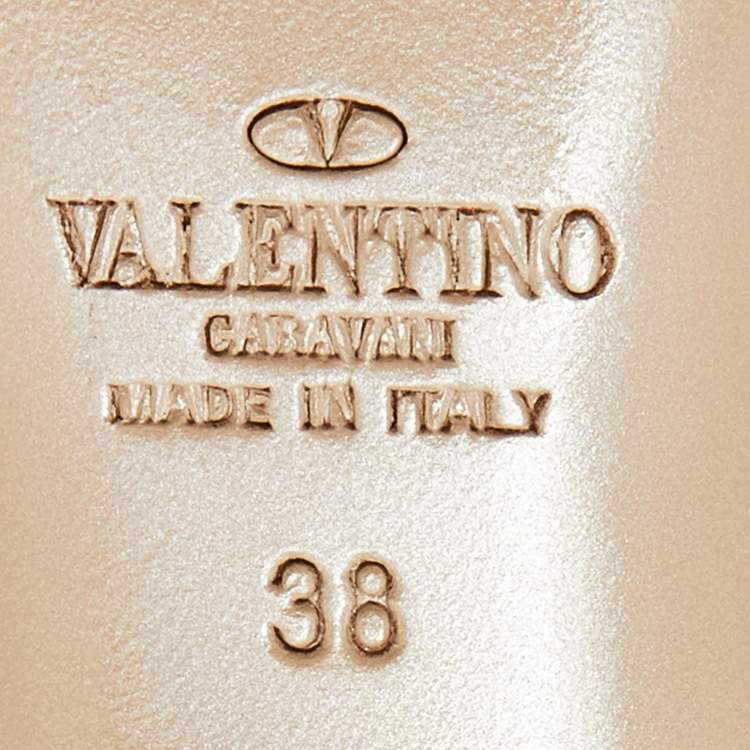 V
VALENTINO
GARAVANI
MADE IN ITALY
38